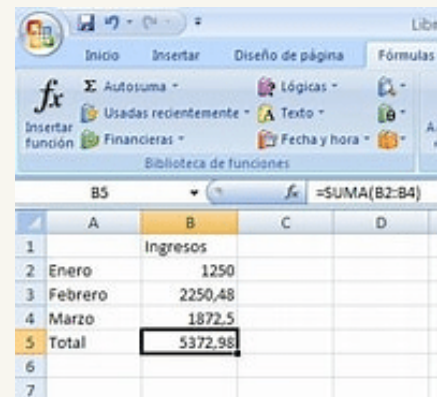 Libr
Inicio Insertar Diseño de página Fórmulas
fx Insertar función
Σ Autosuma
Usadas recientemente
Financieras
Lógicas
A Texto
Fecha y hora
Biblioteca de funciones
B5 fx =SUMA(B2:B4)
A B C D
1 Ingresos
2 Enero 1250
3 Febrero 2250,48
4 Marzo 1872,5
5 Total 5372,98
6
7